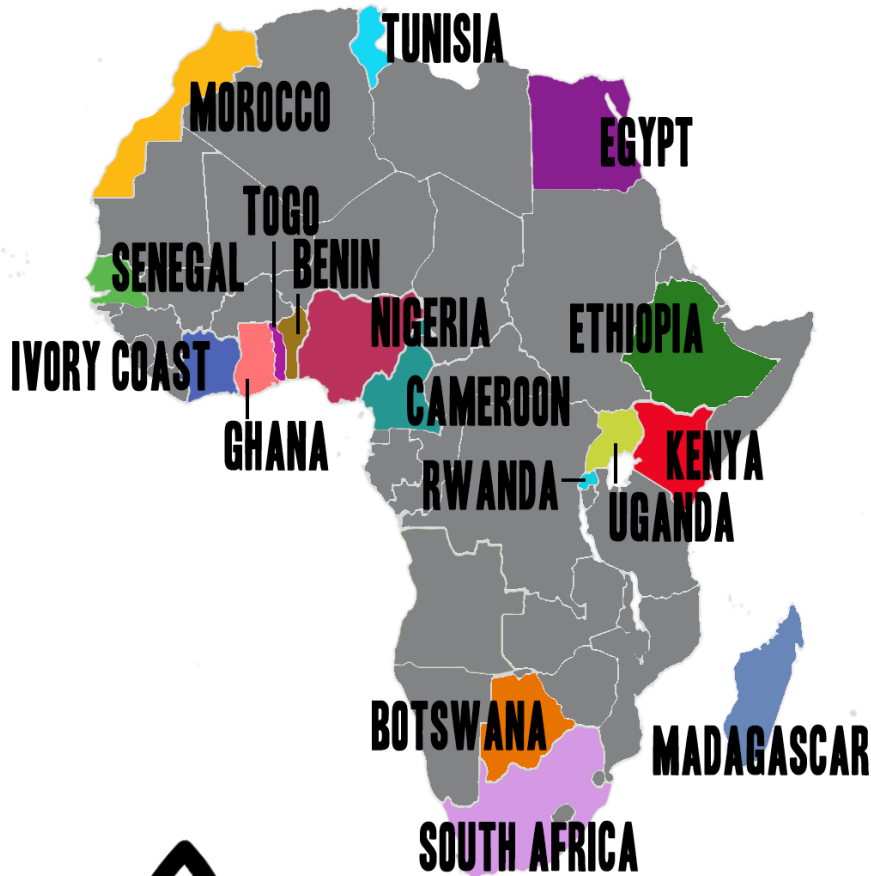 TUNISIA
MOROCCO
EGYPT
TOGO
BENIN
SENEGAL
NIGERIA
ETHIOPIA
IVORY COAST
CAMEROON
GHANA
KENYA
RWANDA
UGANDA
BOTSWANA
MADAGASCAR
SOUTH AFRICA